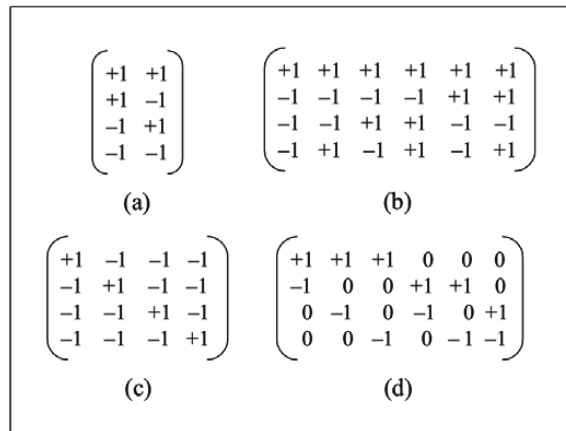 +1 +1
+1 –1
–1 +1
–1 –1
(a)
+1 +1 +1 +1 +1 +1
–1 –1 –1 –1 +1 +1
–1 –1 +1 +1 –1 –1
–1 +1 –1 +1 –1 +1
(b)
+1 –1 –1 –1
–1 +1 –1 –1
–1 –1 +1 –1
–1 –1 –1 +1
(c)
+1 +1 +1 0 0 0
–1 0 0 +1 +1 0
0 –1 0 –1 0 +1
0 0 –1 0 –1 –1
(d)